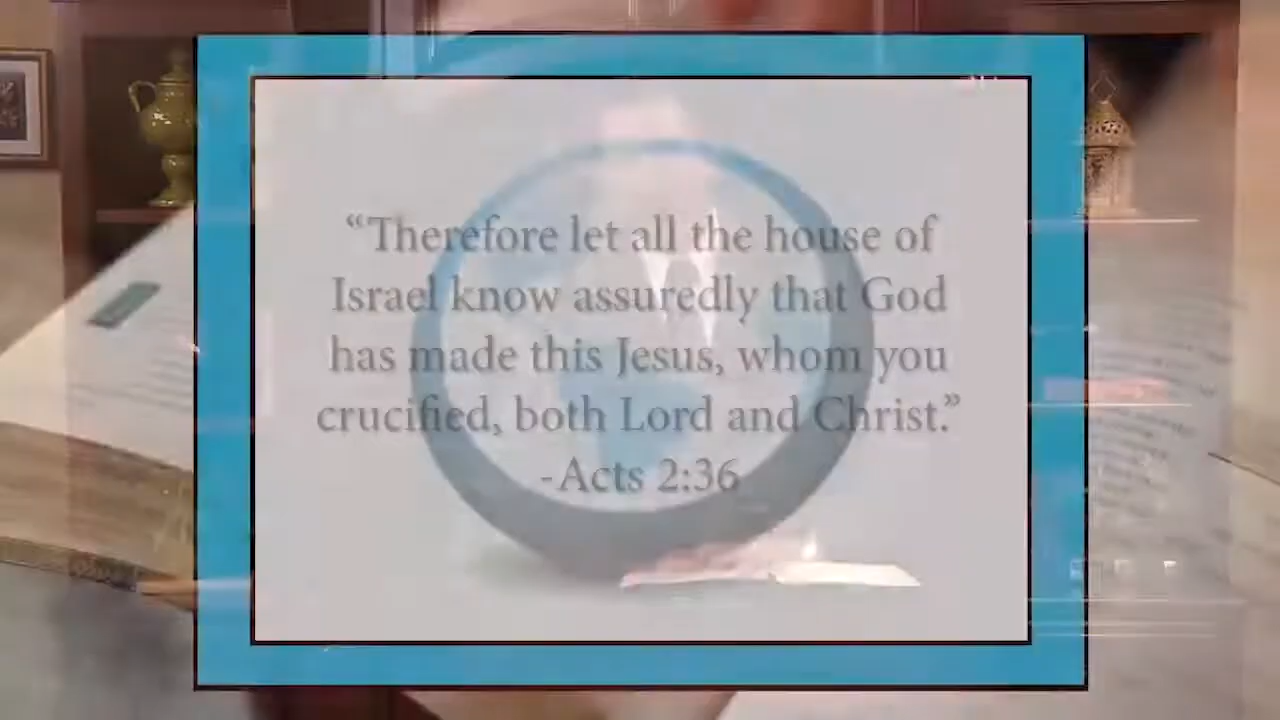 “Therefore let all the house of
Israel know assuredly that God
has made this Jesus, whom you
crucified, both Lord and Christ.”
-Acts 2:36